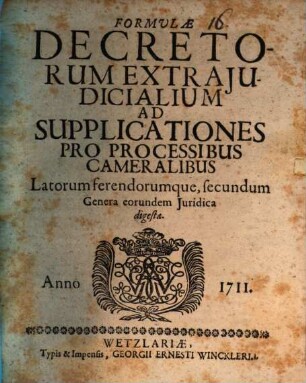 FORMULÆ 16
DECRETO-
RUM EXTRAJU-
DICIALIUM
AD
SUPPLICATIONES
PRO PROCESSIBUS
CAMERALIBUS
Latorum ferendorumque, secundum
Genera eorundem Juridica
digestæ.
Anno 1711.
WETZLARIÆ,
Typis & Impensis, GEORGII ERNESTI WINCKLERI.